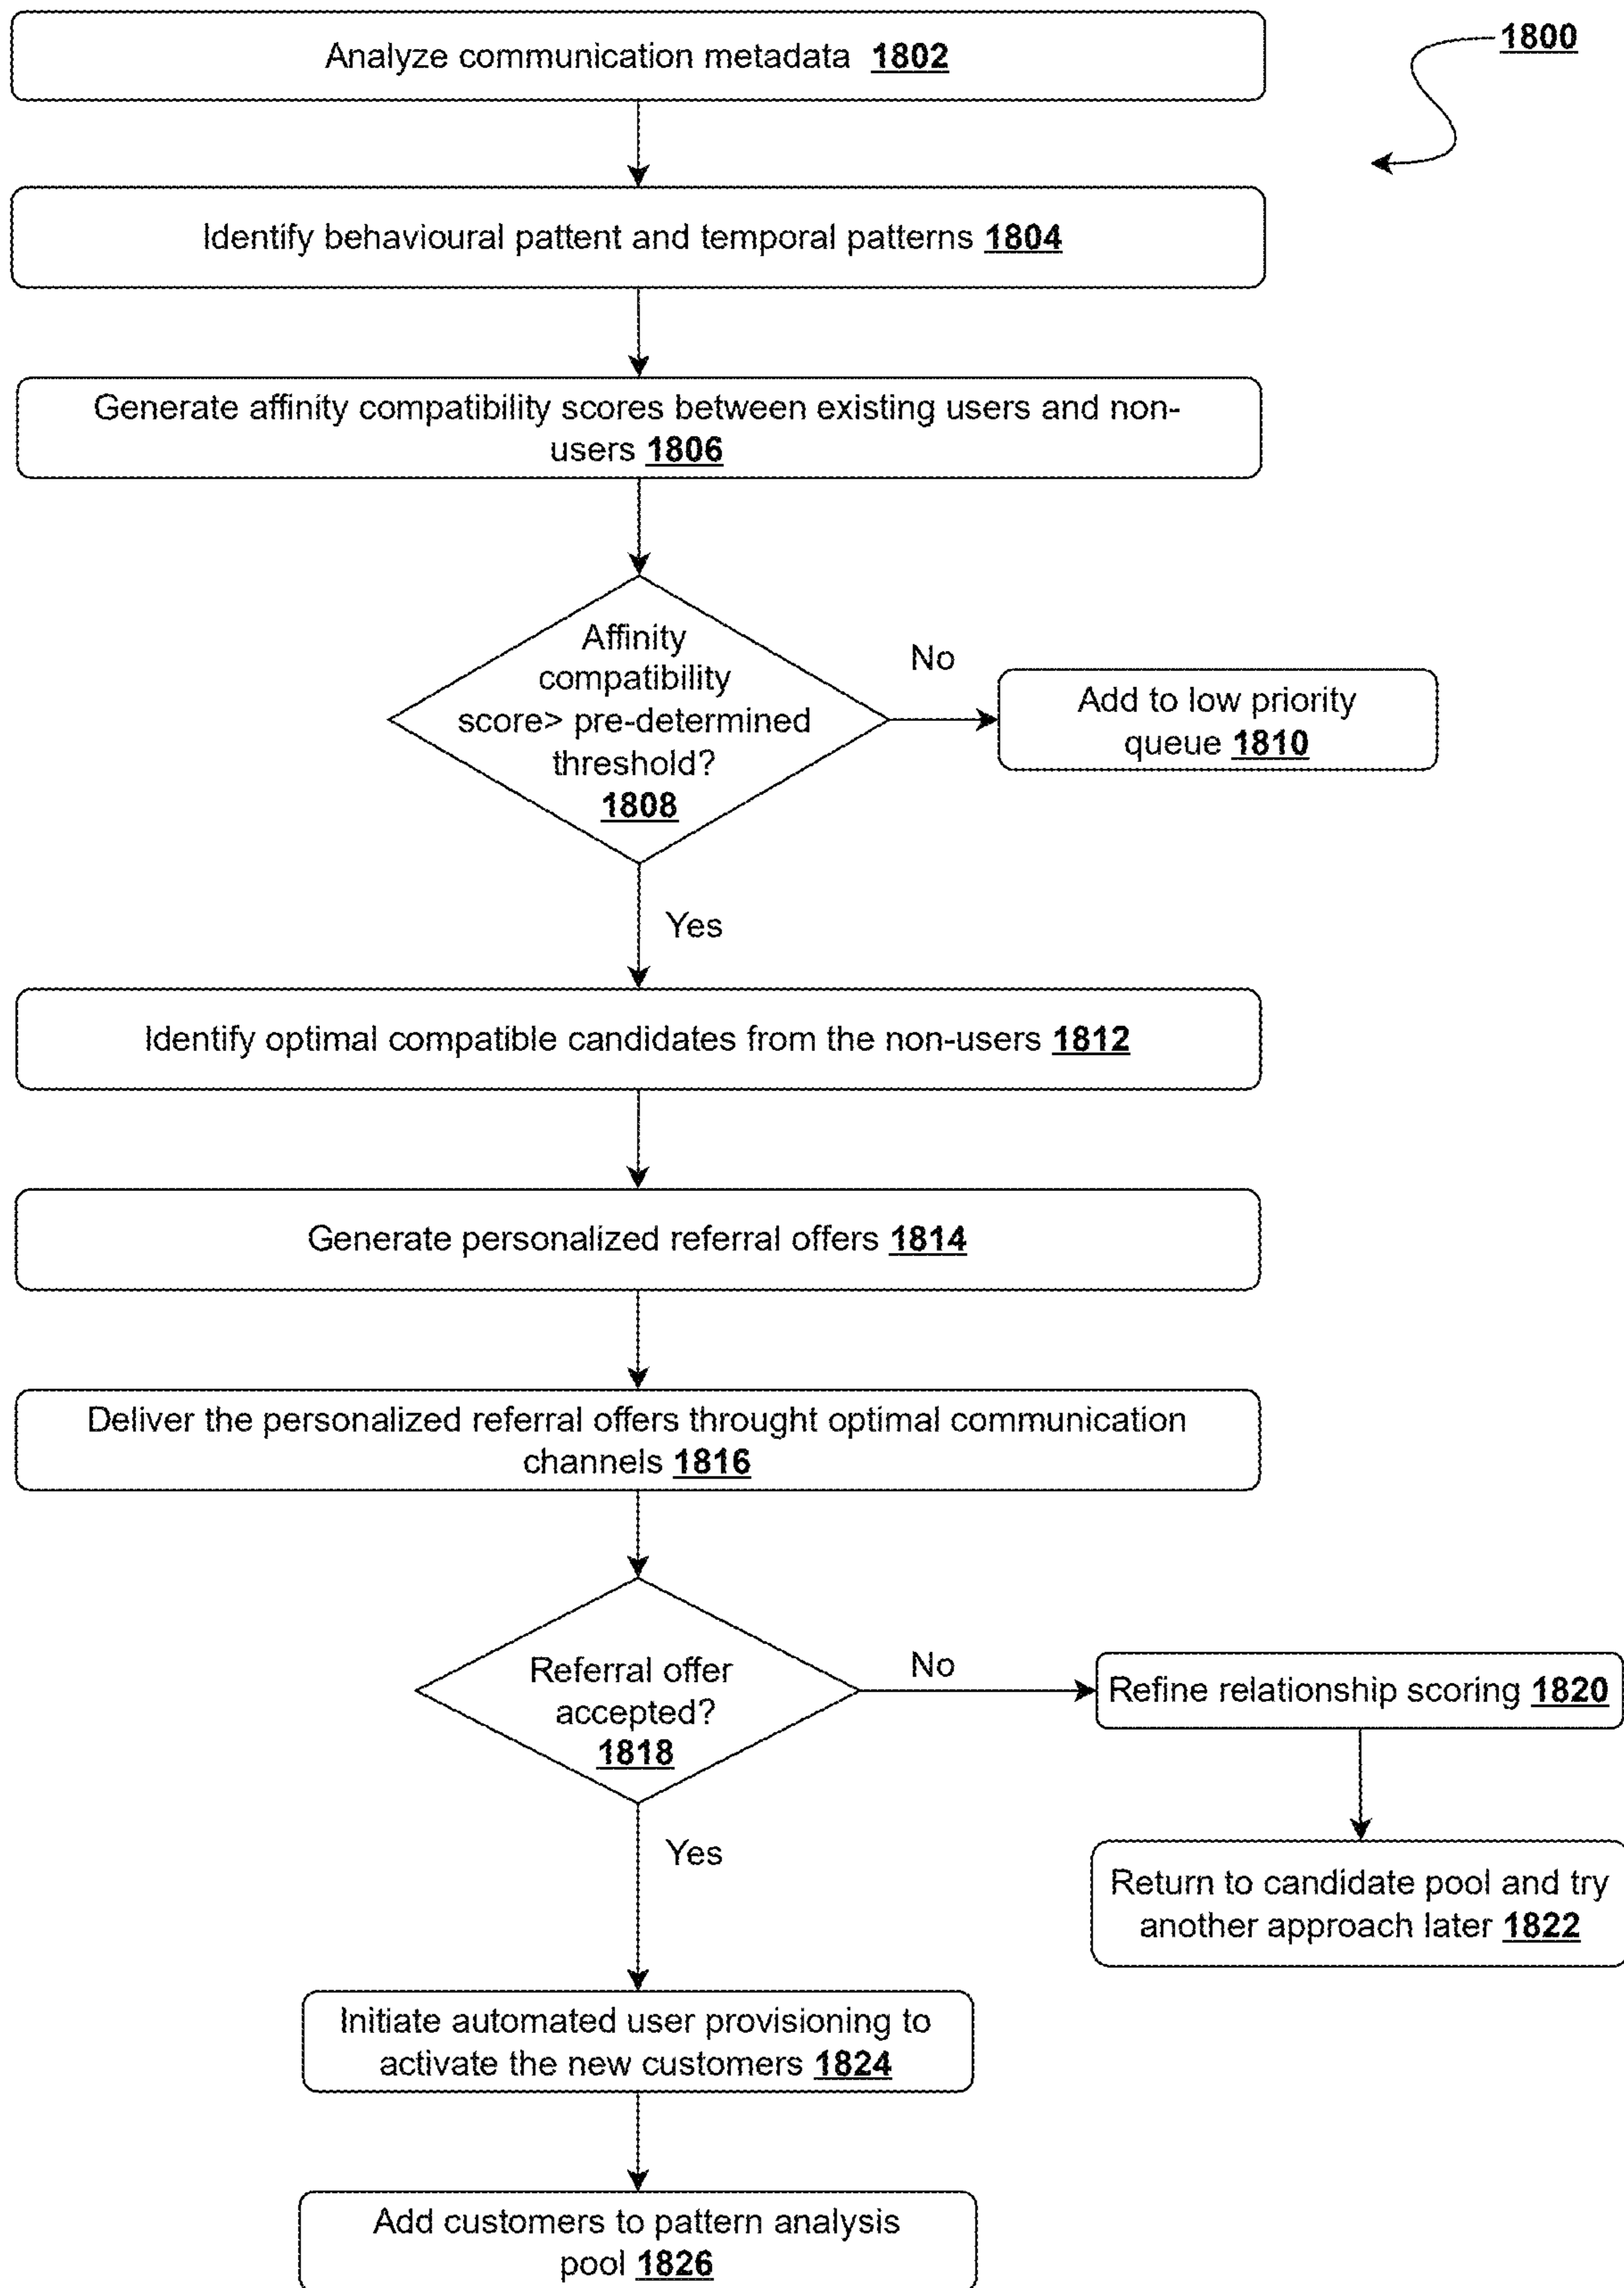 Analyze communication metadata 1802
1800
Identify behavioural pattent and temporal patterns 1804
Generate affinity compatibility scores between existing users and non-
users 1806
Affinity
compatibility
score> pre-determined
threshold?
1808
No
Add to low priority
queue 1810
Yes
Identify optimal compatible candidates from the non-users 1812
Generate personalized referral offers 1814
Deliver the personalized referral offers throught optimal communication
channels 1816
Referral offer
accepted?
1818
No
Refine relationship scoring 1820
Return to candidate pool and try
another approach later 1822
Yes
Initiate automated user provisioning to
activate the new customers 1824
Add customers to pattern analysis
pool 1826